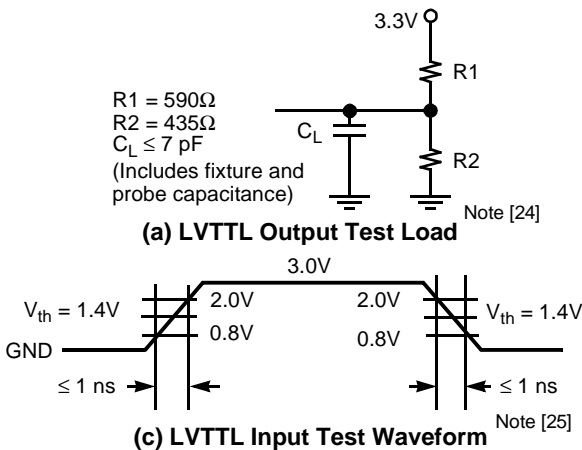 3.3V
R1
R1 = 590Ω
R2 = 435Ω
C_L ≤ 7 pF
(Includes fixture and
probe capacitance)
C_L
R2
Note [24]
(a) LVTTL Output Test Load
3.0V
V_th = 1.4V
2.0V
2.0V
V_th = 1.4V
0.8V
0.8V
GND
≤ 1 ns
≤ 1 ns
Note [25]
(c) LVTTL Input Test Waveform